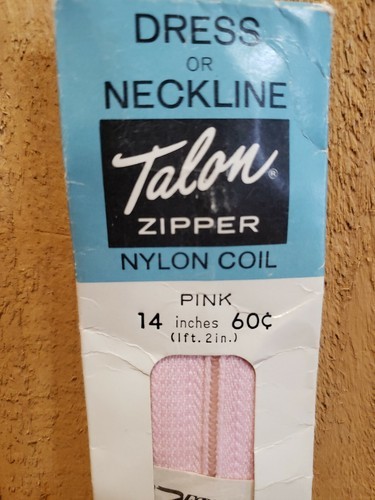 DRESS
OR
NECKLINE
Talon®
ZIPPER
NYLON COIL
PINK
14 inches 60¢
(1ft. 2in.)